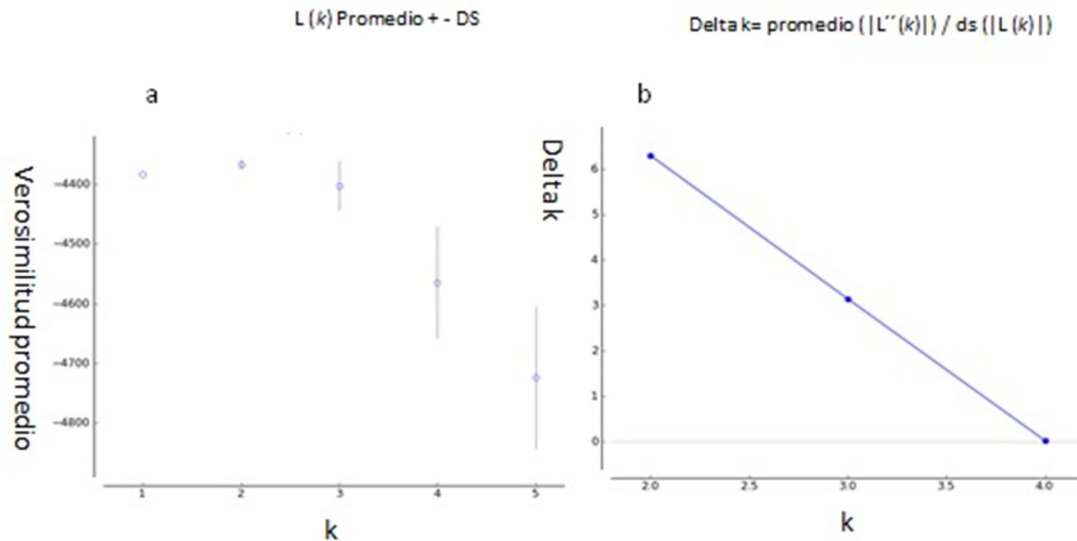 L (k) Promedio + - DS
Delta k= promedio (|L´´(k)|) / ds (|L (k)|)
a
b
Verosimilitud promedio
−4400
−4500
−4600
−4700
−4800
1 2 3 4 5
k
Delta k
6
5
4
3
2
1
0
2.0 2.5 3.0 3.5 4.0
k